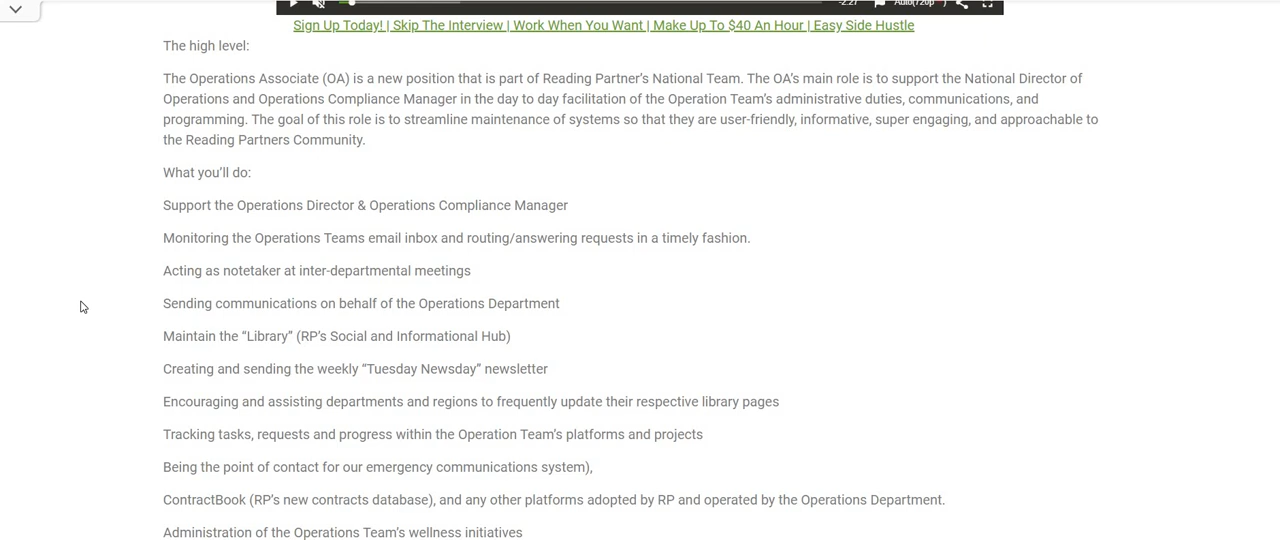 -2:27 Auto(720p)
Sign Up Today! | Skip The Interview | Work When You Want | Make Up To $40 An Hour | Easy Side Hustle
The high level:
The Operations Associate (OA) is a new position that is part of Reading Partner’s National Team. The OA’s main role is to support the National Director of
Operations and Operations Compliance Manager in the day to day facilitation of the Operation Team’s administrative duties, communications, and
programming. The goal of this role is to streamline maintenance of systems so that they are user-friendly, informative, super engaging, and approachable to
the Reading Partners Community.
What you’ll do:
Support the Operations Director & Operations Compliance Manager
Monitoring the Operations Teams email inbox and routing/answering requests in a timely fashion.
Acting as notetaker at inter-departmental meetings
Sending communications on behalf of the Operations Department
Maintain the “Library” (RP’s Social and Informational Hub)
Creating and sending the weekly “Tuesday Newsday” newsletter
Encouraging and assisting departments and regions to frequently update their respective library pages
Tracking tasks, requests and progress within the Operation Team’s platforms and projects
Being the point of contact for our emergency communications system),
ContractBook (RP’s new contracts database), and any other platforms adopted by RP and operated by the Operations Department.
Administration of the Operations Team’s wellness initiatives